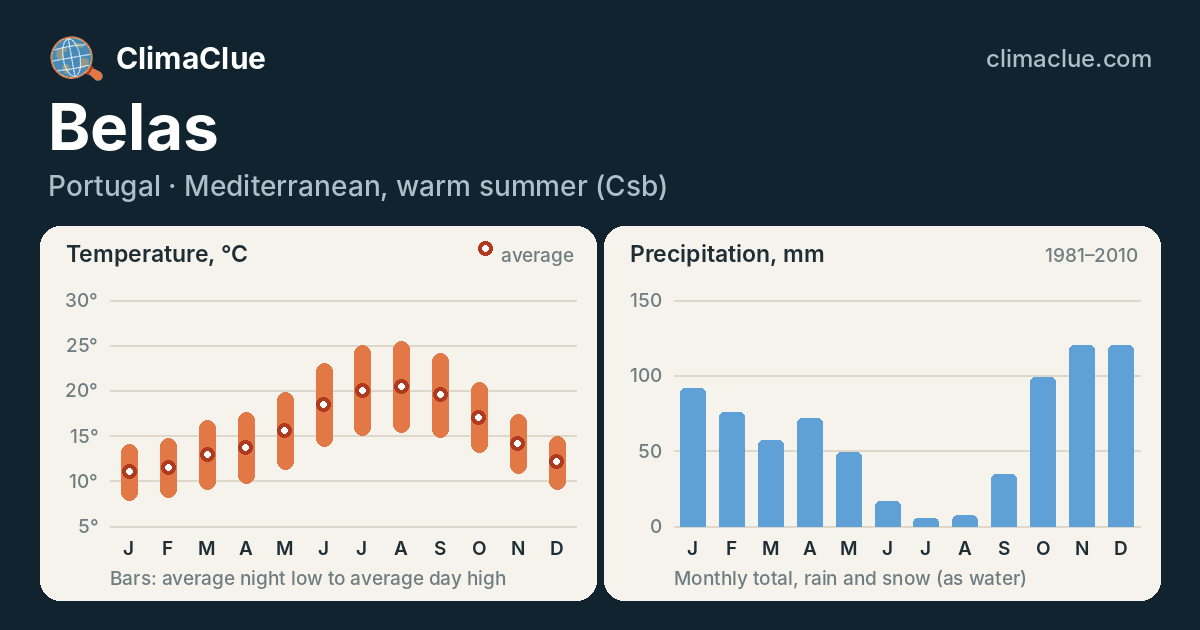 ClimaClue
climaclue.com
Belas
Portugal · Mediterranean, warm summer (Csb)
Temperature, °C
average
30°
25°
20°
15°
10°
5°
J F M A M J J A S O N D
Bars: average night low to average day high
Precipitation, mm
1981–2010
150
100
50
0
J F M A M J J A S O N D
Monthly total, rain and snow (as water)